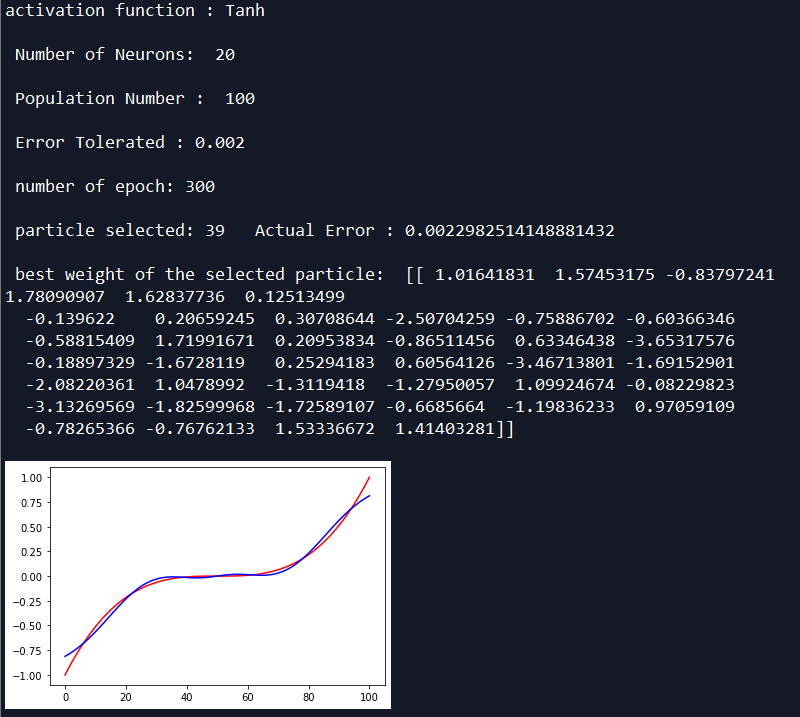 activation function : Tanh
Number of Neurons:  20
Population Number :  100
Error Tolerated : 0.002
number of epoch: 300
particle selected: 39   Actual Error : 0.0022982514148881432
best weight of the selected particle:  [[ 1.01641831  1.57453175 -0.83797241
1.78090907  1.62837736  0.12513499
-0.139622    0.20659245  0.30708644 -2.50704259 -0.75886702 -0.60366346
-0.58815409  1.71991671  0.20953834 -0.86511456  0.63346438 -3.65317576
-0.18897329 -1.6728119   0.25294183  0.60564126 -3.46713801 -1.69152901
-2.08220361  1.0478992  -1.3119418  -1.27950057  1.09924674 -0.08229823
-3.13269569 -1.82599968 -1.72589107 -0.6685664  -1.19836233  0.97059109
-0.78265366 -0.76762133  1.53336672  1.41403281]]
1.00
0.75
0.50
0.25
0.00
−0.25
−0.50
−0.75
−1.00
0 20 40 60 80 100